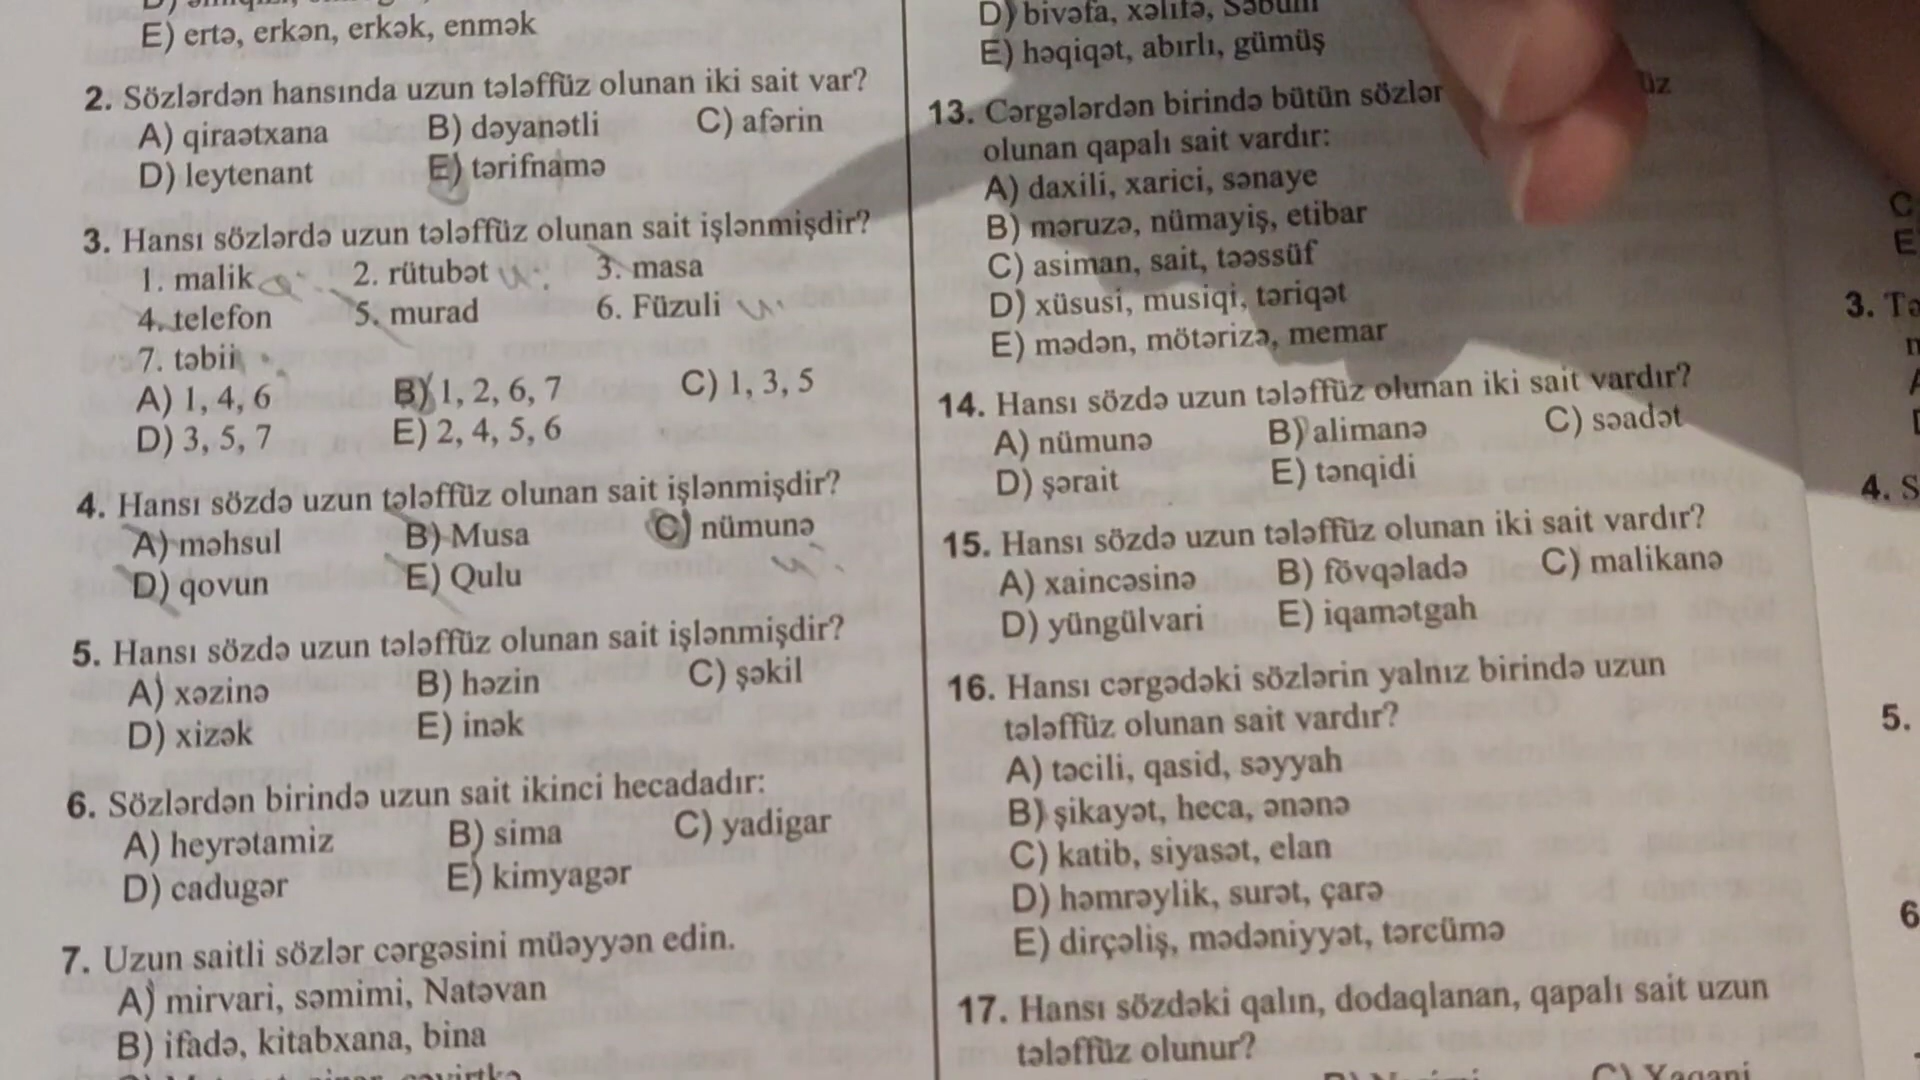 E) ertə, erkən, erkək, enmək
2. Sözlərdən hansında uzun tələffüz olunan iki sait var?
A) qiraətxana B) dəyanətli C) afərin
D) leytenant E) tərifnamə
3. Hansı sözlərdə uzun tələffüz olunan sait işlənmişdir?
1. malik 2. rütubət 3. masa
4. telefon 5. murad 6. Füzuli
7. təbii
A) 1, 4, 6 B) 1, 2, 6, 7 C) 1, 3, 5
D) 3, 5, 7 E) 2, 4, 5, 6
4. Hansı sözdə uzun tələffüz olunan sait işlənmişdir?
A) məhsul B) Musa C) nümunə
D) qovun E) Qulu
5. Hansı sözdə uzun tələffüz olunan sait işlənmişdir?
A) xəzinə B) həzin C) şəkil
D) xizək E) inək
6. Sözlərdən birində uzun sait ikinci hecadadır:
A) heyrətamiz B) sima C) yadigar
D) cadugər E) kimyagər
7. Uzun saitli sözlər cərgəsini müəyyən edin.
A) mirvari, səmimi, Natəvan
B) ifadə, kitabxana, bina
D) bivəfa, xəlifə, Səbuhi
E) həqiqət, abırlı, gümüş
13. Cərgələrdən birində bütün sözlər
olunan qapalı sait vardır:
A) daxili, xarici, sənaye
B) məruzə, nümayiş, etibar
C) asiman, sait, təəssüf
D) xüsusi, musiqi, təriqət
E) mədən, mötərizə, memar
14. Hansı sözdə uzun tələffüz olunan iki sait vardır?
A) nümunə B) alimanə C) səadət
D) şərait E) tənqidi
15. Hansı sözdə uzun tələffüz olunan iki sait vardır?
A) xaincəsinə B) fövqəladə C) malikanə
D) yüngülvari E) iqamətgah
16. Hansı cərgədəki sözlərin yalnız birində uzun
tələffüz olunan sait vardır?
A) təcili, qasid, səyyah
B) şikayət, heca, ənənə
C) katib, siyasət, elan
D) həmrəylik, surət, çarə
E) dirçəliş, mədəniyyət, tərcümə
17. Hansı sözdəki qalın, dodaqlanan, qapalı sait uzun
tələffüz olunur?
C
E
3.
4.
5.
6